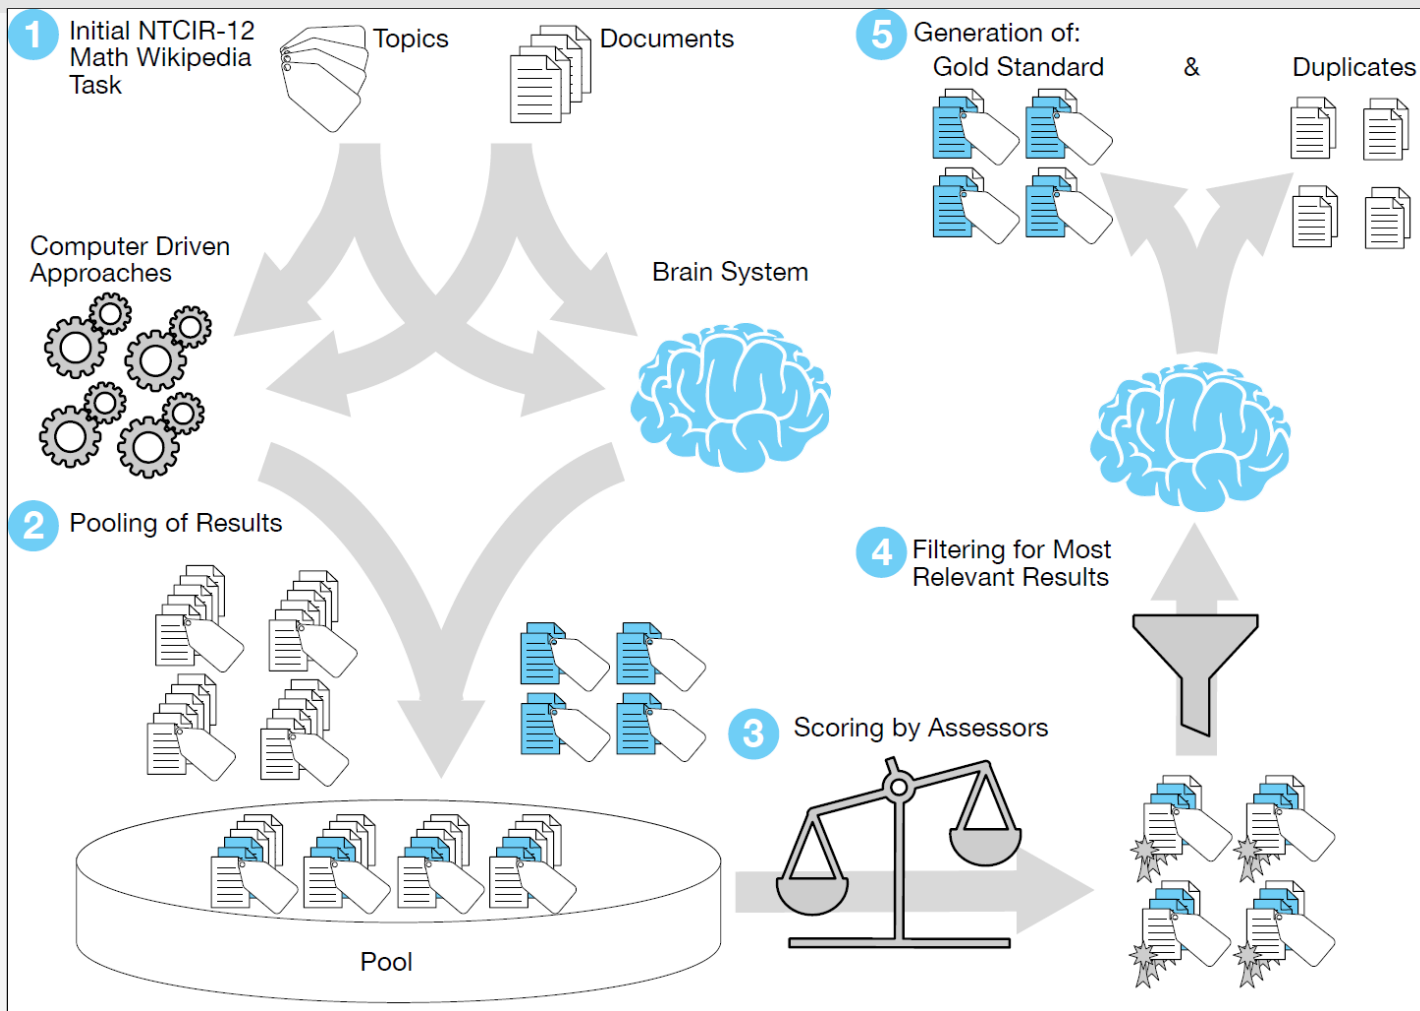 1
Initial NTCIR-12
Math Wikipedia
Task
Topics
Documents
Computer Driven
Approaches
Brain System
2
Pooling of Results
Pool
3
Scoring by Assessors
4
Filtering for Most
Relevant Results
5
Generation of:
Gold Standard & Duplicates